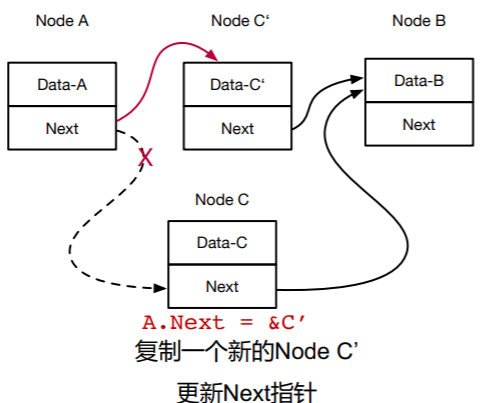 Node A
Node C‘
Node B
Data-A
Data-C‘
Data-B
Next
Next
Next
X
Node C
Data-C
Next
A.Next = &C’
复制一个新的Node C’
更新Next指针